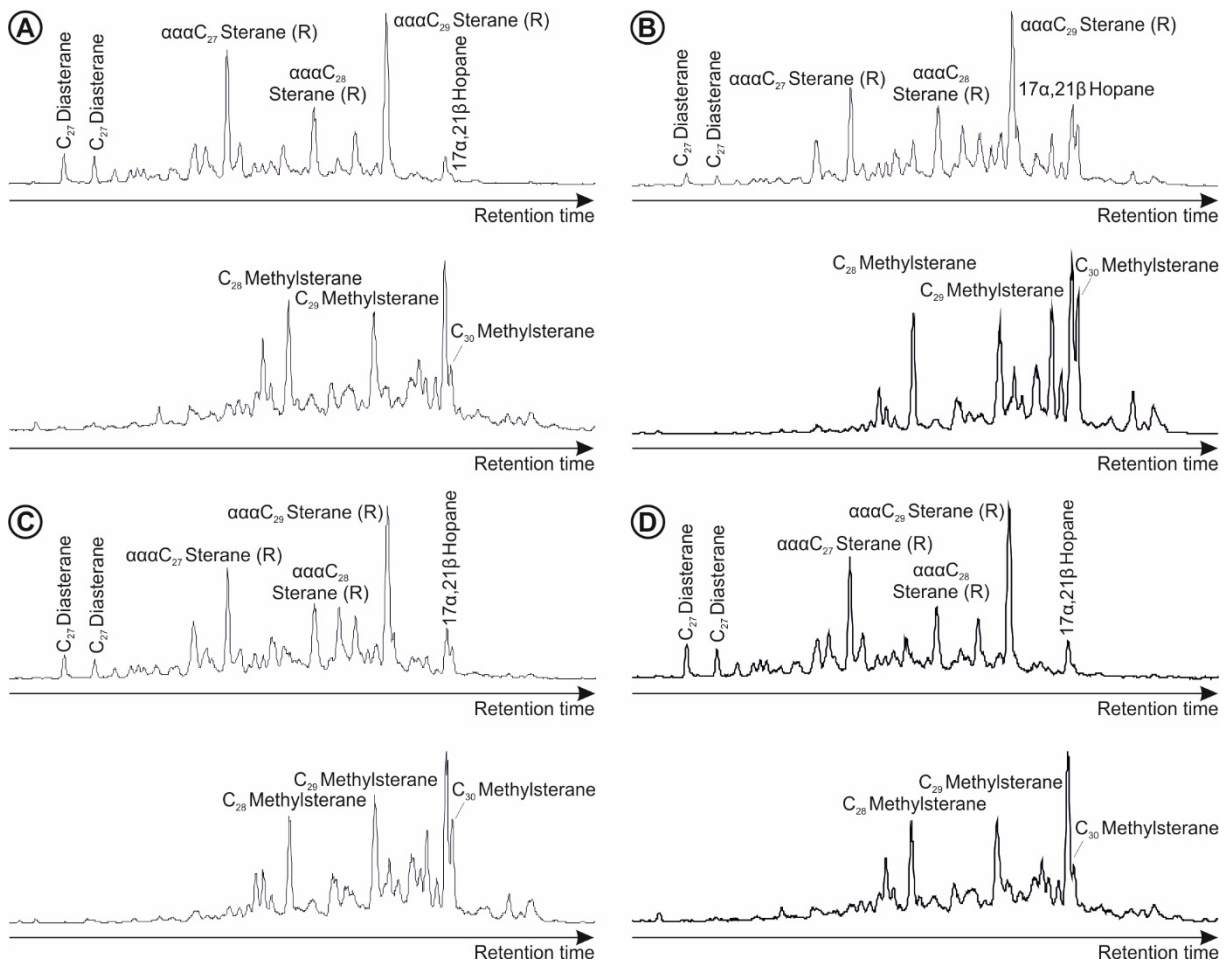 A
C₂₇ Diasterane
C₂₇ Diasterane
αααC₂₇ Sterane (R)
αααC₂₈
Sterane (R)
αααC₂₉ Sterane (R)
17α,21β Hopane
Retention time
C₂₈ Methylsterane
C₂₉ Methylsterane
C₃₀ Methylsterane
Retention time
B
C₂₇ Diasterane
C₂₇ Diasterane
αααC₂₇ Sterane (R)
αααC₂₈
Sterane (R)
αααC₂₉ Sterane (R)
17α,21β Hopane
Retention time
C₂₈ Methylsterane
C₂₉ Methylsterane
C₃₀ Methylsterane
Retention time
C
C₂₇ Diasterane
C₂₇ Diasterane
αααC₂₇ Sterane (R)
αααC₂₈
Sterane (R)
αααC₂₉ Sterane (R)
17α,21β Hopane
Retention time
C₂₈ Methylsterane
C₂₉ Methylsterane
C₃₀ Methylsterane
Retention time
D
C₂₇ Diasterane
C₂₇ Diasterane
αααC₂₇ Sterane (R)
αααC₂₈
Sterane (R)
αααC₂₉ Sterane (R)
17α,21β Hopane
Retention time
C₂₈ Methylsterane
C₂₉ Methylsterane
C₃₀ Methylsterane
Retention time